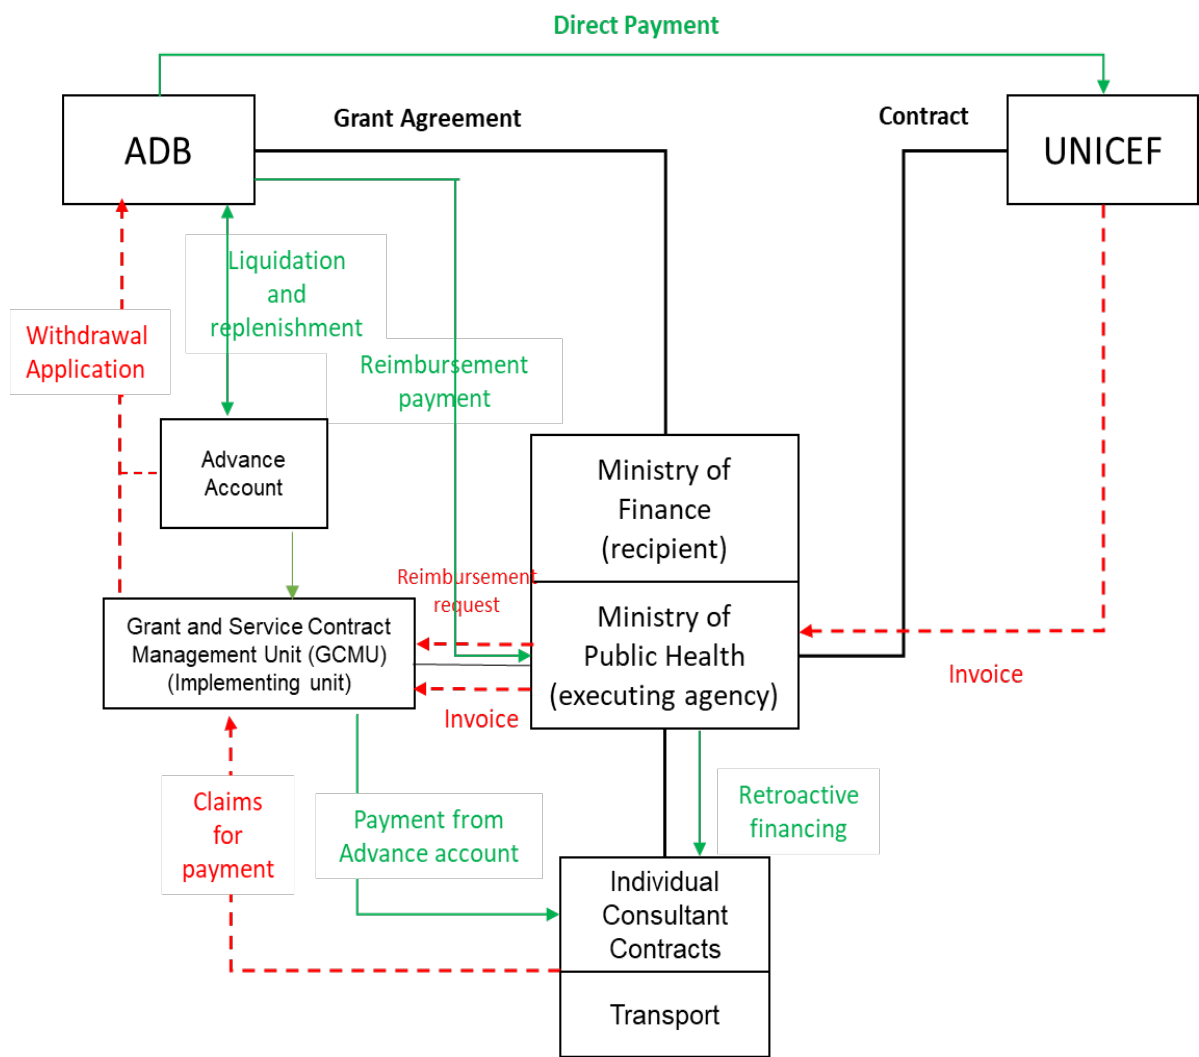 Direct Payment
Grant Agreement
Contract
ADB
UNICEF
Liquidation
and
replenishment
Withdrawal
Application
Reimbursement
payment
Advance
Account
Ministry of
Finance
(recipient)
Reimbursement
request
Grant and Service Contract
Management Unit (GCMU)
(Implementing unit)
Ministry of
Public Health
(executing agency)
Invoice
Invoice
Claims
for
payment
Payment from
Advance account
Retroactive
financing
Individual
Consultant
Contracts
Transport